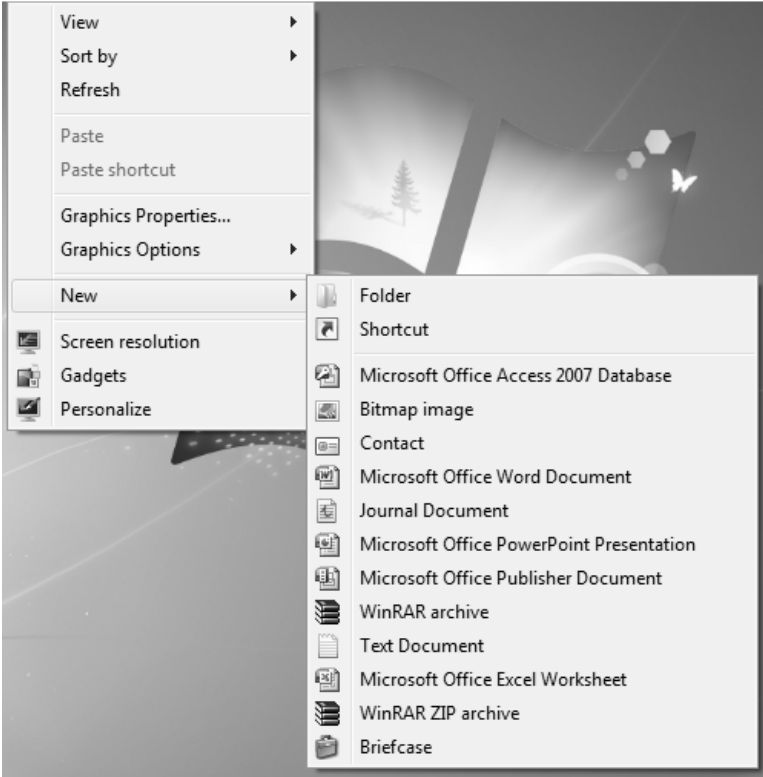 View
Sort by
Refresh
Paste
Paste shortcut
Graphics Properties...
Graphics Options
New
Screen resolution
Gadgets
Personalize
Folder
Shortcut
Microsoft Office Access 2007 Database
Bitmap image
Contact
Microsoft Office Word Document
Journal Document
Microsoft Office PowerPoint Presentation
Microsoft Office Publisher Document
WinRAR archive
Text Document
Microsoft Office Excel Worksheet
WinRAR ZIP archive
Briefcase